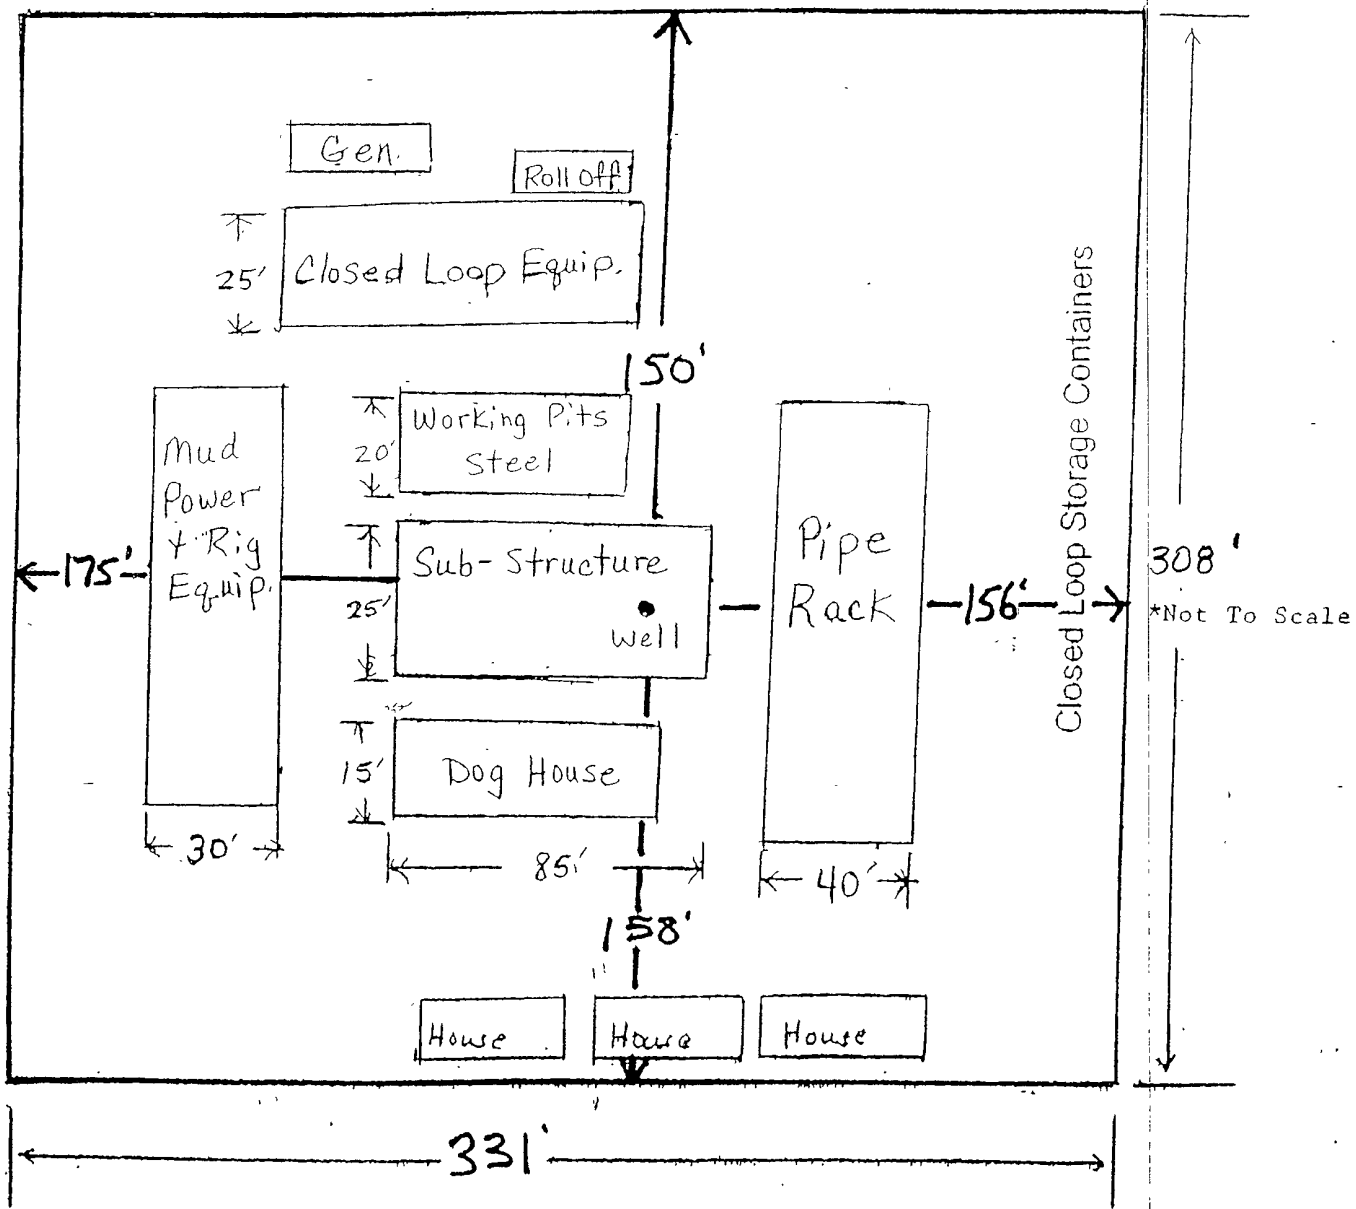 Gen.
Roll off
25'
Closed Loop Equip.
150'
Mud
Power
+ Rig
Equip.
20'
Working Pits
Steel
Pipe
Rack
Closed Loop Storage Containers
175'
25'
Sub-Structure
Well
156'
308'
*Not To Scale
15'
Dog House
30'
85'
40'
158'
House
House
House
331'